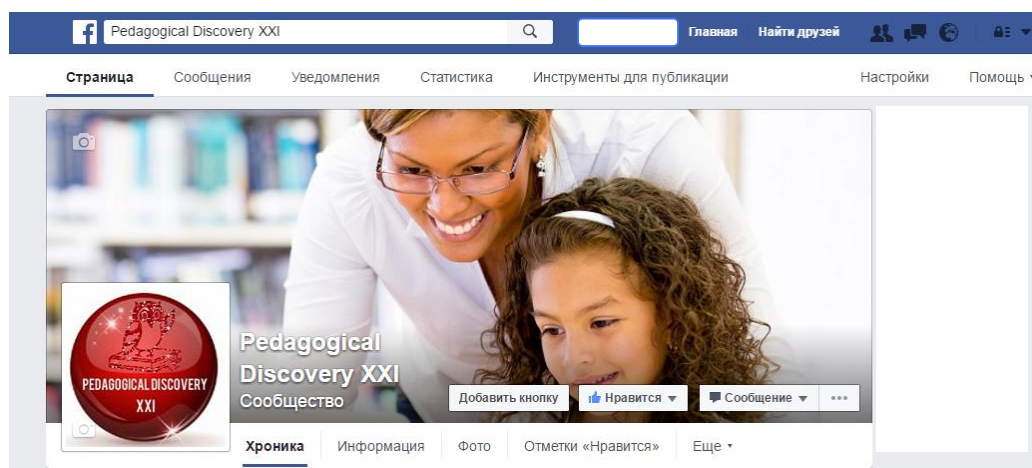 Pedagogical Discovery XXI
Главная
Найти друзей
Страница
Сообщения
Уведомления
Статистика
Инструменты для публикации
Настройки
Помощь
PEDAGOGICAL DISCOVERY
XXI
Pedagogical
Discovery XXI
Сообщество
Добавить кнопку
Нравится
Сообщение
Хроника
Информация
Фото
Отметки «Нравится»
Еще